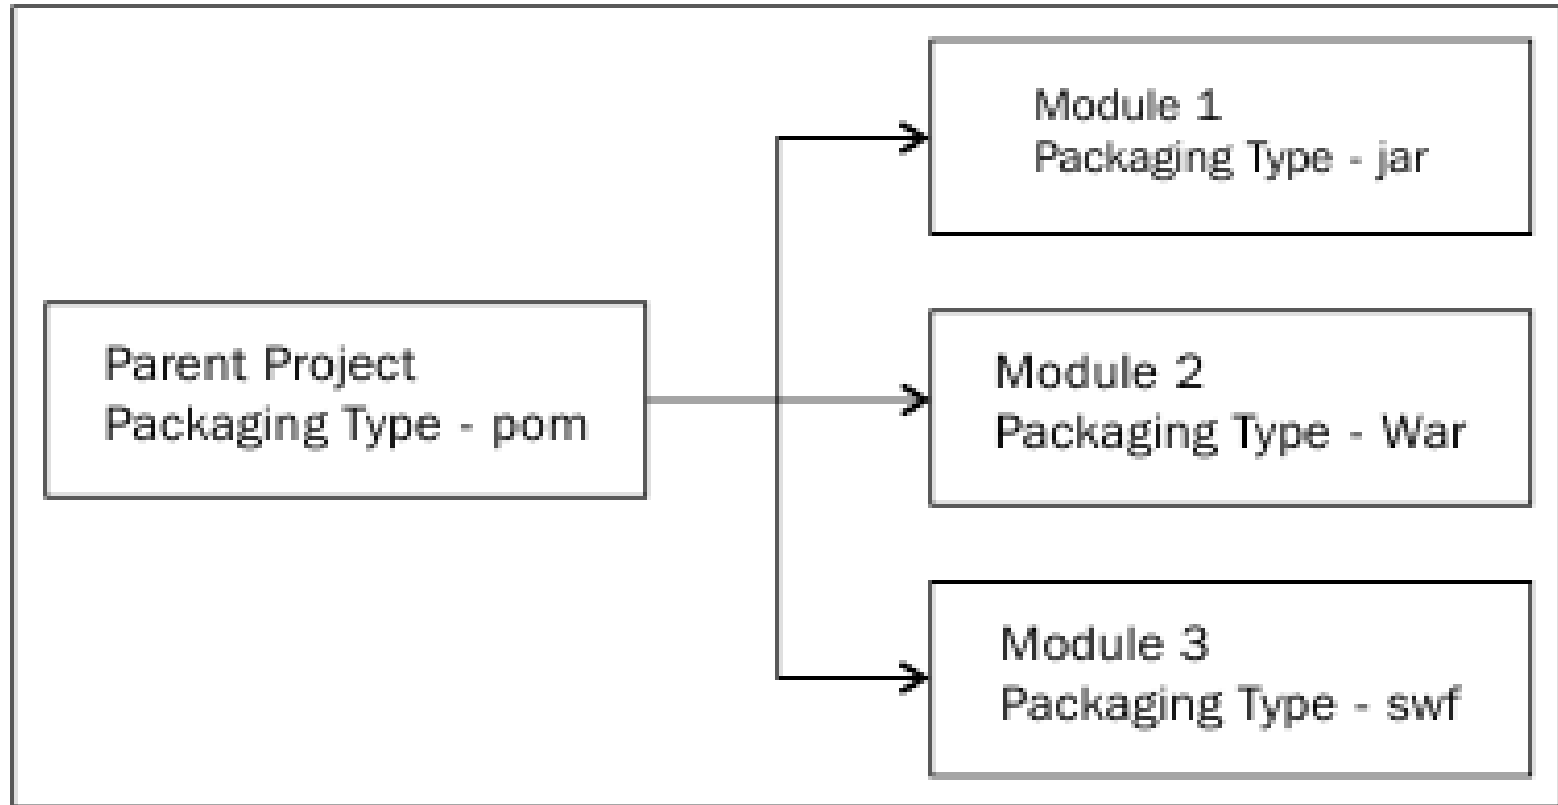 Module 1
Packaging Type - jar
Parent Project
Packaging Type - pom
Module 2
Packaging Type - War
Module 3
Packaging Type - swf